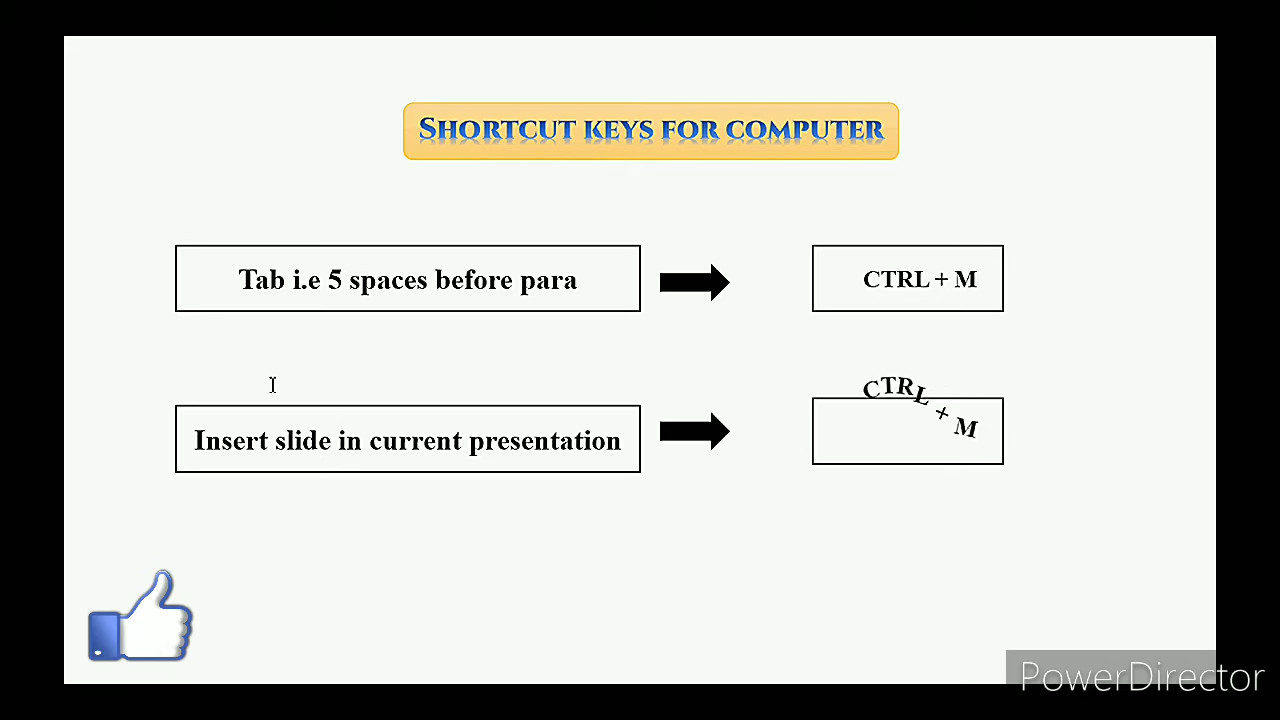 SHORTCUT KEYS FOR COMPUTER
Tab i.e 5 spaces before para
CTRL + M
Insert slide in current presentation
CTRL + M
PowerDirector